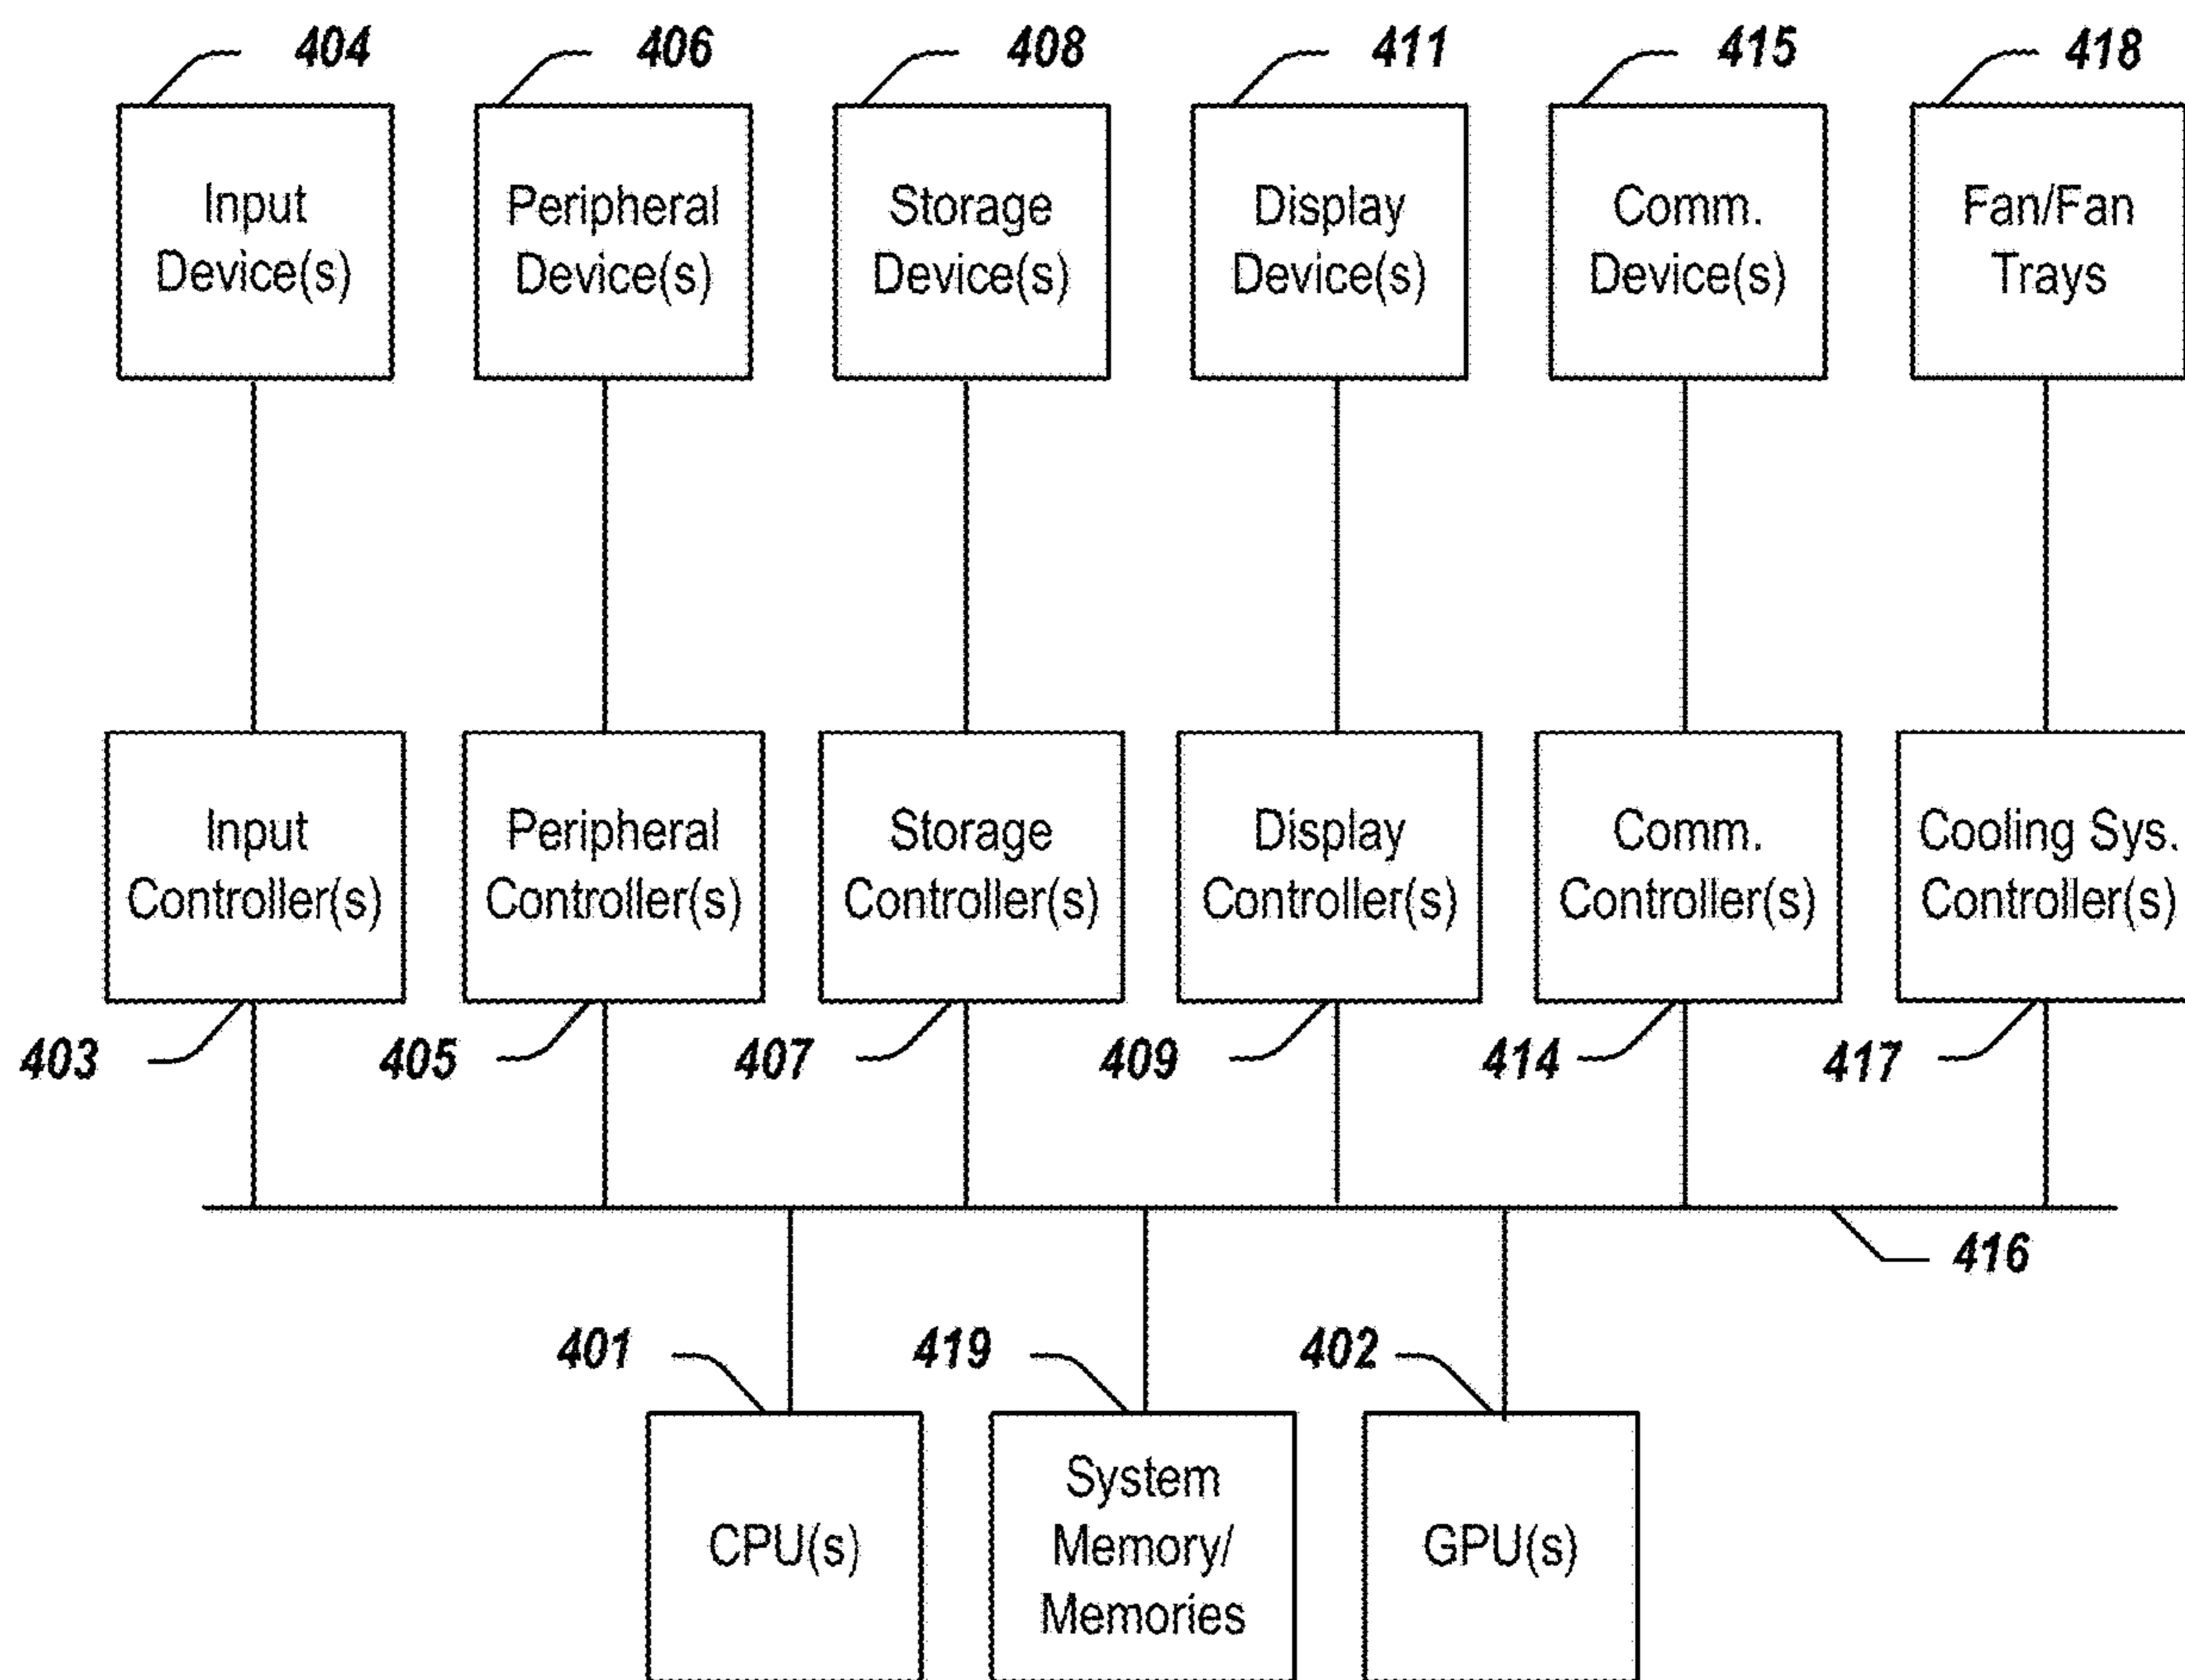 404
406
408
411
415
418
Input
Device(s)
Peripheral
Device(s)
Storage
Device(s)
Display
Device(s)
Comm.
Device(s)
Fan/Fan
Trays
Input
Controller(s)
Peripheral
Controller(s)
Storage
Controller(s)
Display
Controller(s)
Comm.
Controller(s)
Cooling Sys.
Controller(s)
403
405
407
409
414
417
416
401
419
402
CPU(s)
System
Memory/
Memories
GPU(s)